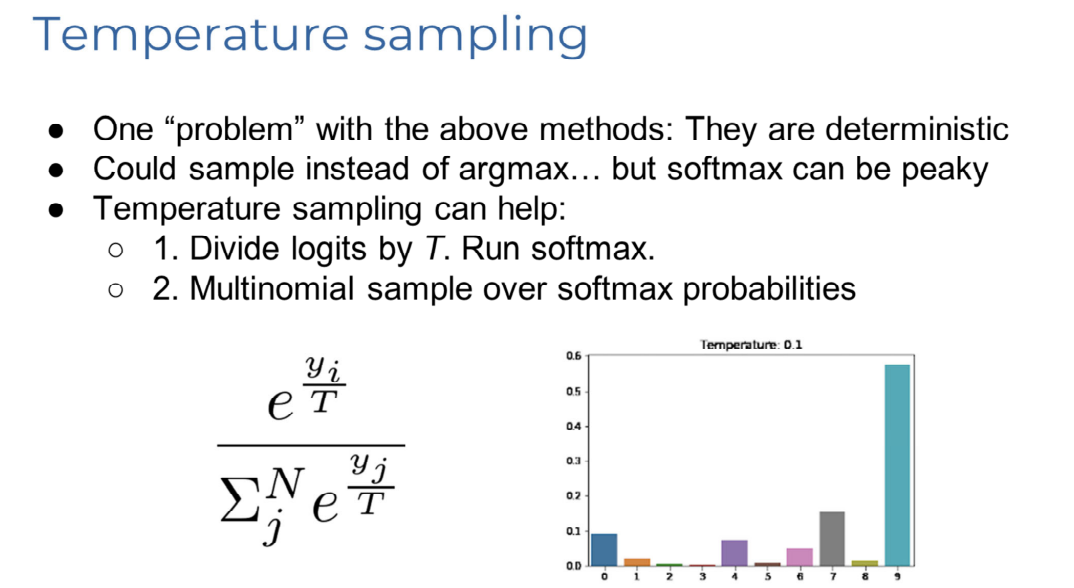 Temperature sampling
● One “problem” with the above methods: They are deterministic
● Could sample instead of argmax… but softmax can be peaky
● Temperature sampling can help:
○ 1. Divide logits by T. Run softmax.
○ 2. Multinomial sample over softmax probabilities
e^{\frac{y_i}{T}}
Σ_j^N e^{\frac{y_j}{T}}
Temperature: 0.1
0.6
0.5
0.4
0.3
0.2
0.1
0.0
0 1 2 3 4 5 6 7 8 9